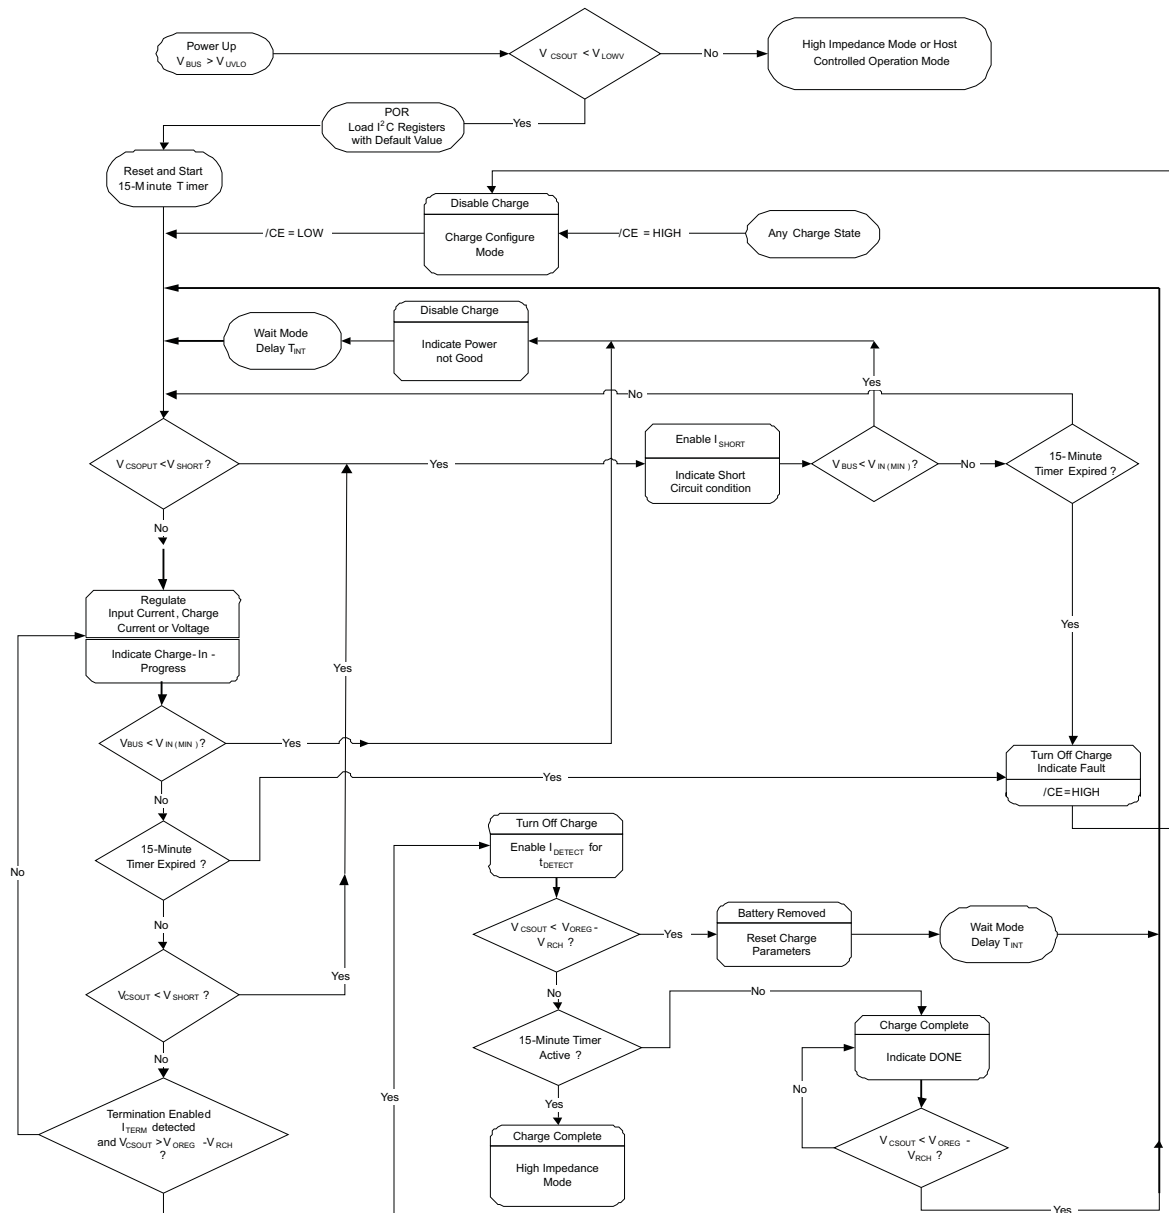 Power Up
V BUS > V UVLO
V CSOUT < V LOWV
No
High Impedance Mode or Host
Controlled Operation Mode
Yes
POR
Load I2C Registers
with Default Value
Reset and Start
15-Minute Timer
Disable Charge
Charge Configure
Mode
/CE = LOW
/CE = HIGH
Any Charge State
Disable Charge
Indicate Power
not Good
Wait Mode
Delay TINT
Yes
No
V CSOPUT < V SHORT ?
Yes
Enable I SHORT
Indicate Short
Circuit condition
V BUS < V IN ( MIN ) ?
No
15- Minute
Timer Expired ?
No
Regulate
Input Current, Charge
Current or Voltage
Indicate Charge- In -
Progress
Yes
Yes
VBUS < V IN ( MIN ) ?
Yes
Turn Off Charge
Indicate Fault
/CE=HIGH
Yes
No
15-Minute
Timer Expired ?
No
Turn Off Charge
Enable IDETECT for
tDETECT
No
V CSOUT < VOREG -
VRCH ?
Yes
Battery Removed
Reset Charge
Parameters
Wait Mode
Delay TINT
VCSOUT < V SHORT ?
Yes
No
No
15-Minute Timer
Active ?
Charge Complete
Indicate DONE
No
No
Yes
Yes
Termination Enabled
ITERM detected
and VCSOUT > VOREG - VRCH
?
Charge Complete
High Impedance
Mode
V CSOUT < VOREG -
VRCH ?
Yes